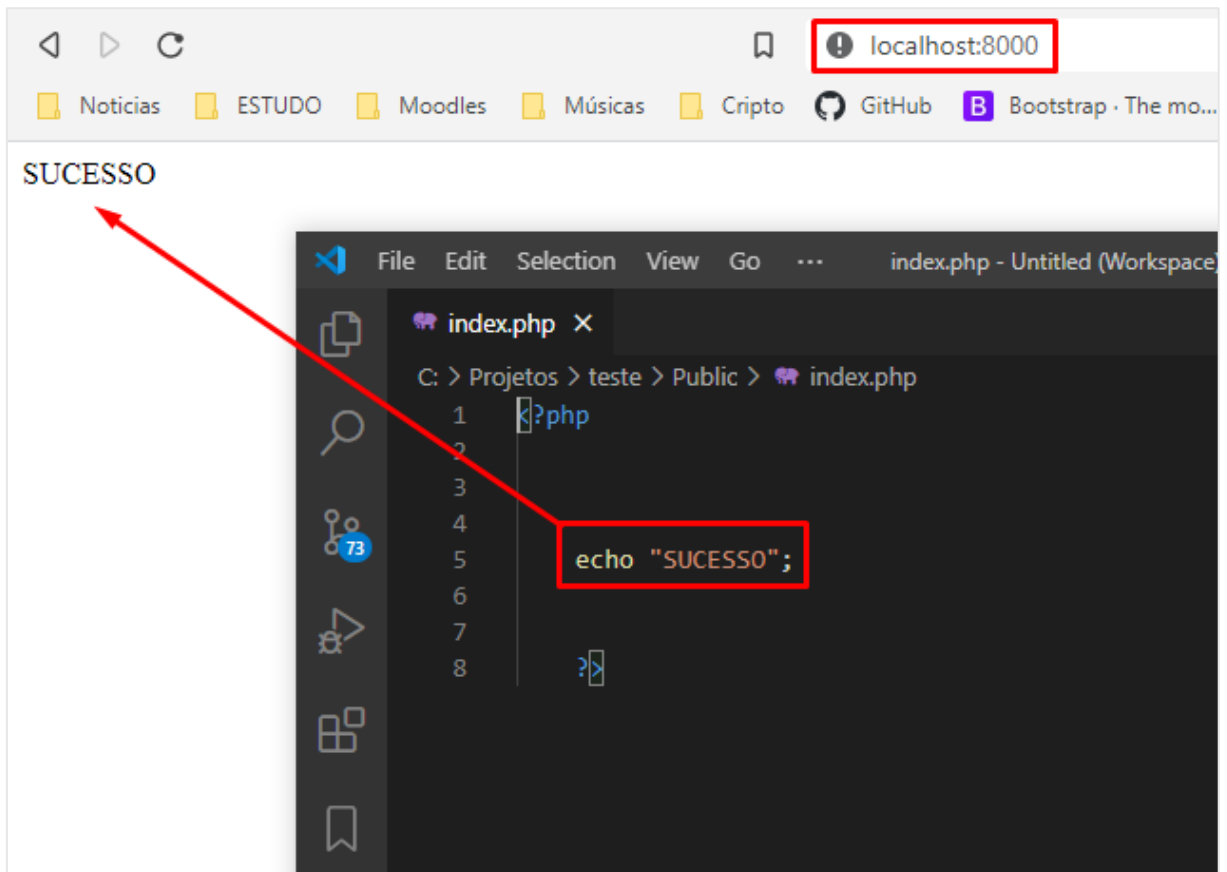 localhost:8000
Noticias ESTUDO Moodles Músicas Cripto GitHub B Bootstrap · The mo...
SUCESSO
File Edit Selection View Go ··· index.php - Untitled (Workspace)
index.php ×
C: > Projetos > teste > Public > index.php
1 <?php
2
3
4
5 echo "SUCESSO";
6
7
8 ?>
73